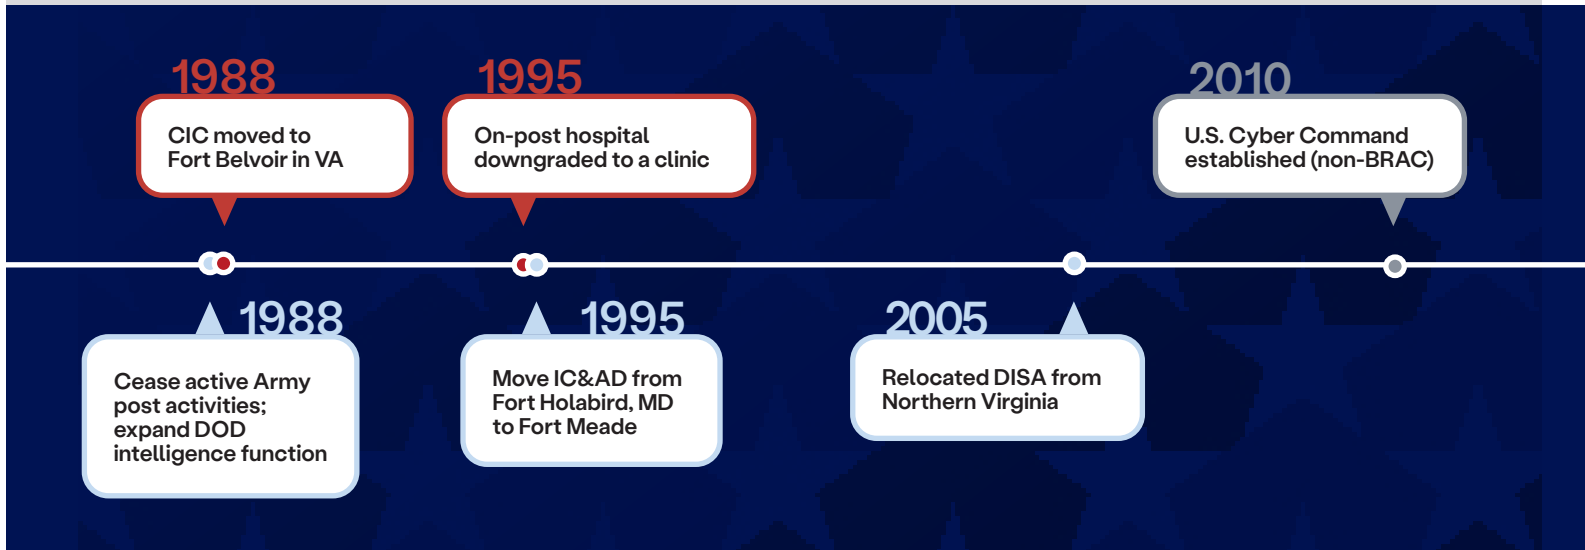 1988
CIC moved to
Fort Belvoir in VA
1995
On-post hospital
downgraded to a clinic
2010
U.S. Cyber Command
established (non-BRAC)
1988
Cease active Army
post activities;
expand DOD
intelligence function
1995
Move IC&AD from
Fort Holabird, MD
to Fort Meade
2005
Relocated DISA from
Northern Virginia